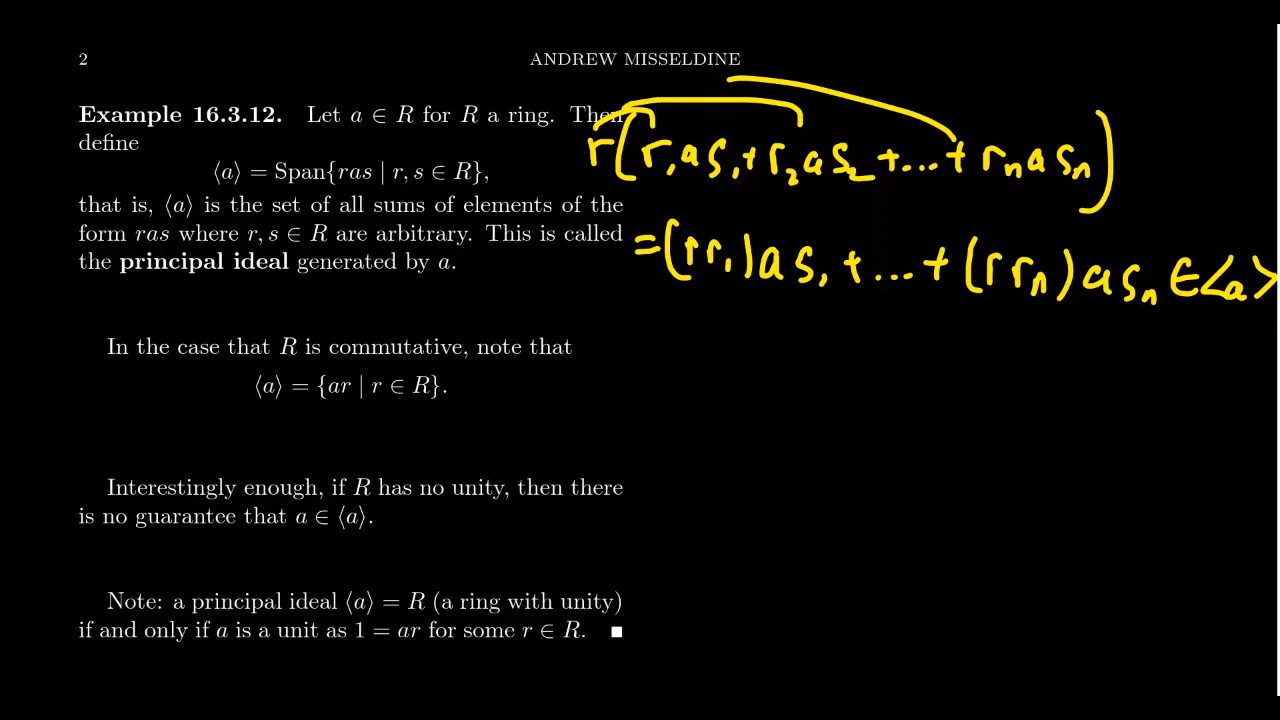 2 ANDREW MISSELDINE
Example 16.3.12. Let a ∈ R for R a ring. Then
define
⟨a⟩ = Span{ras | r, s ∈ R},
that is, ⟨a⟩ is the set of all sums of elements of the
form ras where r, s ∈ R are arbitrary. This is called
the principal ideal generated by a.
In the case that R is commutative, note that
⟨a⟩ = {ar | r ∈ R}.
Interestingly enough, if R has no unity, then there
is no guarantee that a ∈ ⟨a⟩.
Note: a principal ideal ⟨a⟩ = R (a ring with unity)
if and only if a is a unit as 1 = ar for some r ∈ R. ■
r(r₁as₁+r₂as₂+...+rₙasₙ)
=(rr₁)as₁+...+(rrₙ)asₙ∈<a>